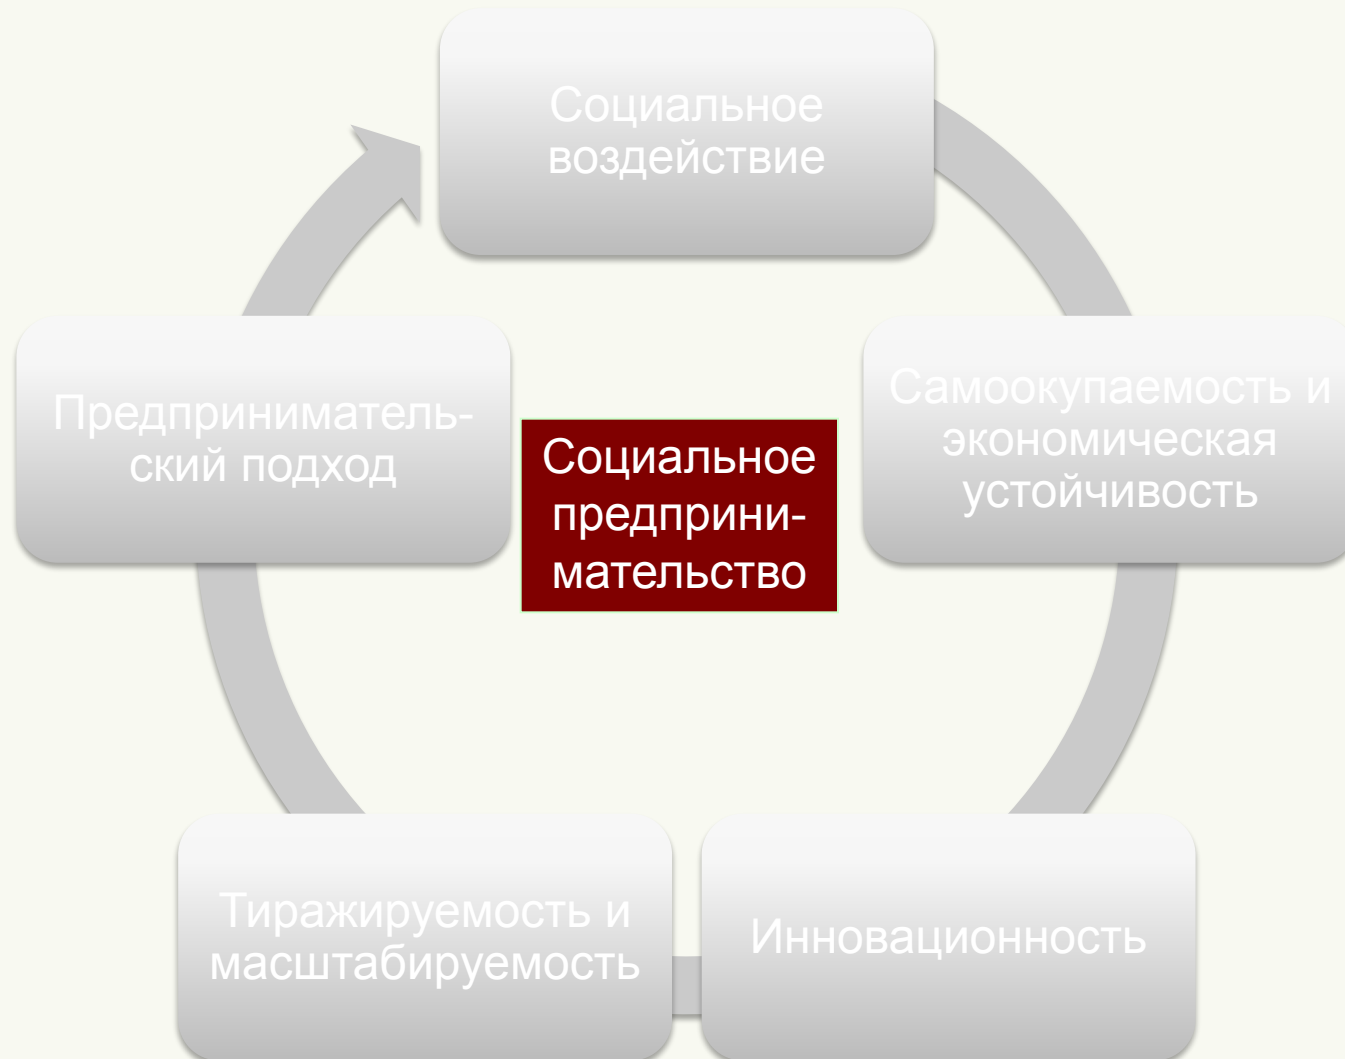 Социальное
воздействие
Самоокупаемость и
экономическая
устойчивость
Инновационность
Тиражируемость и
масштабируемость
Предприниматель-
ский подход
Социальное
предприни-
мательство